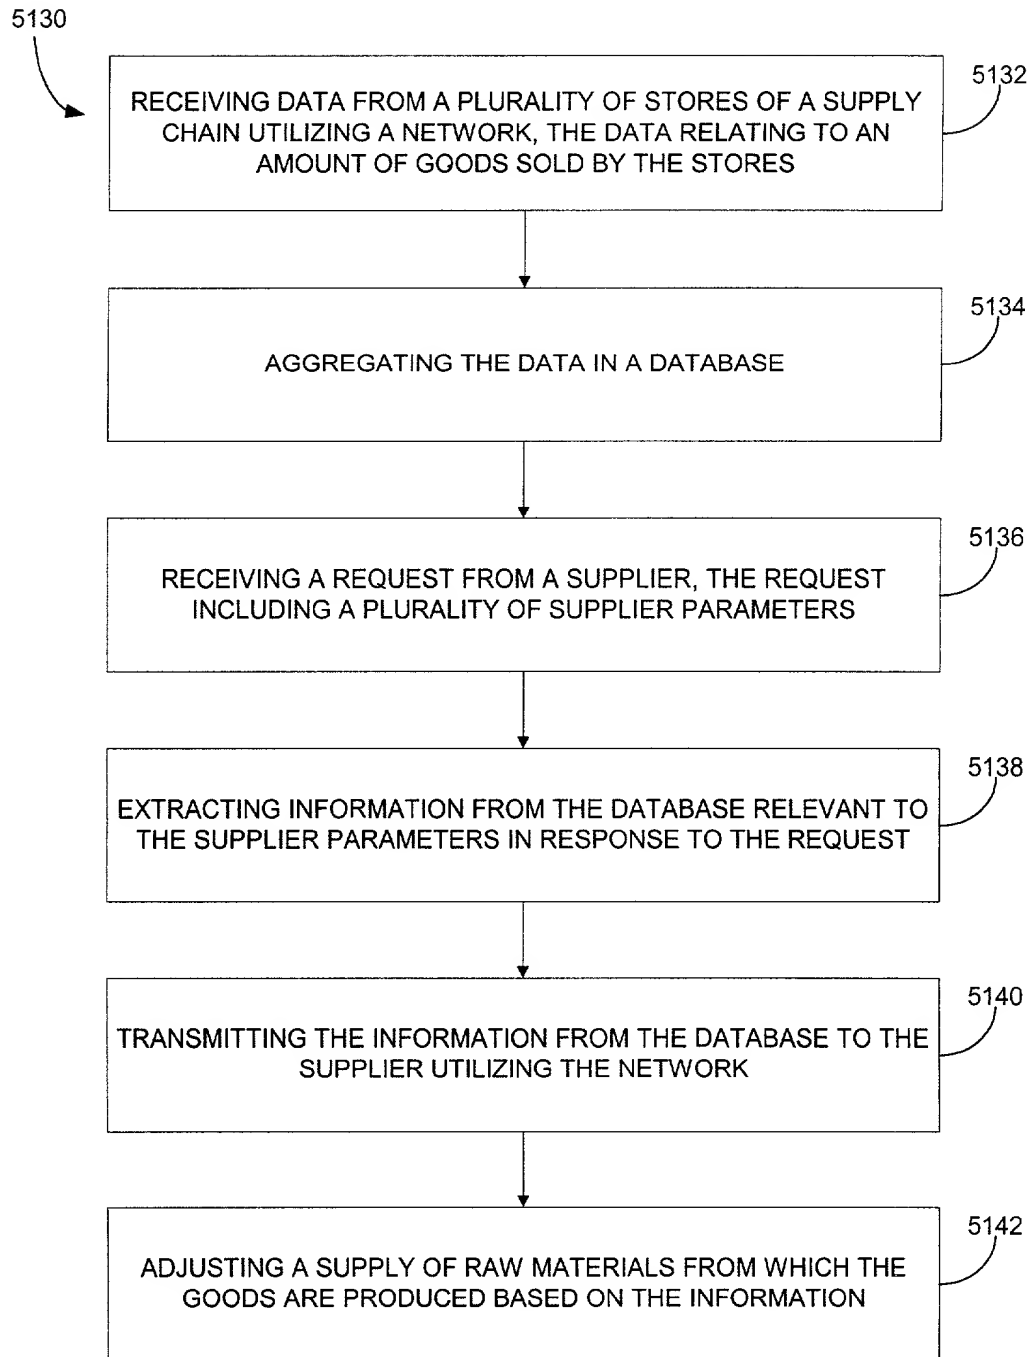 5130
5132
RECEIVING DATA FROM A PLURALITY OF STORES OF A SUPPLY
CHAIN UTILIZING A NETWORK, THE DATA RELATING TO AN
AMOUNT OF GOODS SOLD BY THE STORES
5134
AGGREGATING THE DATA IN A DATABASE
5136
RECEIVING A REQUEST FROM A SUPPLIER, THE REQUEST
INCLUDING A PLURALITY OF SUPPLIER PARAMETERS
5138
EXTRACTING INFORMATION FROM THE DATABASE RELEVANT TO
THE SUPPLIER PARAMETERS IN RESPONSE TO THE REQUEST
5140
TRANSMITTING THE INFORMATION FROM THE DATABASE TO THE
SUPPLIER UTILIZING THE NETWORK
5142
ADJUSTING A SUPPLY OF RAW MATERIALS FROM WHICH THE
GOODS ARE PRODUCED BASED ON THE INFORMATION